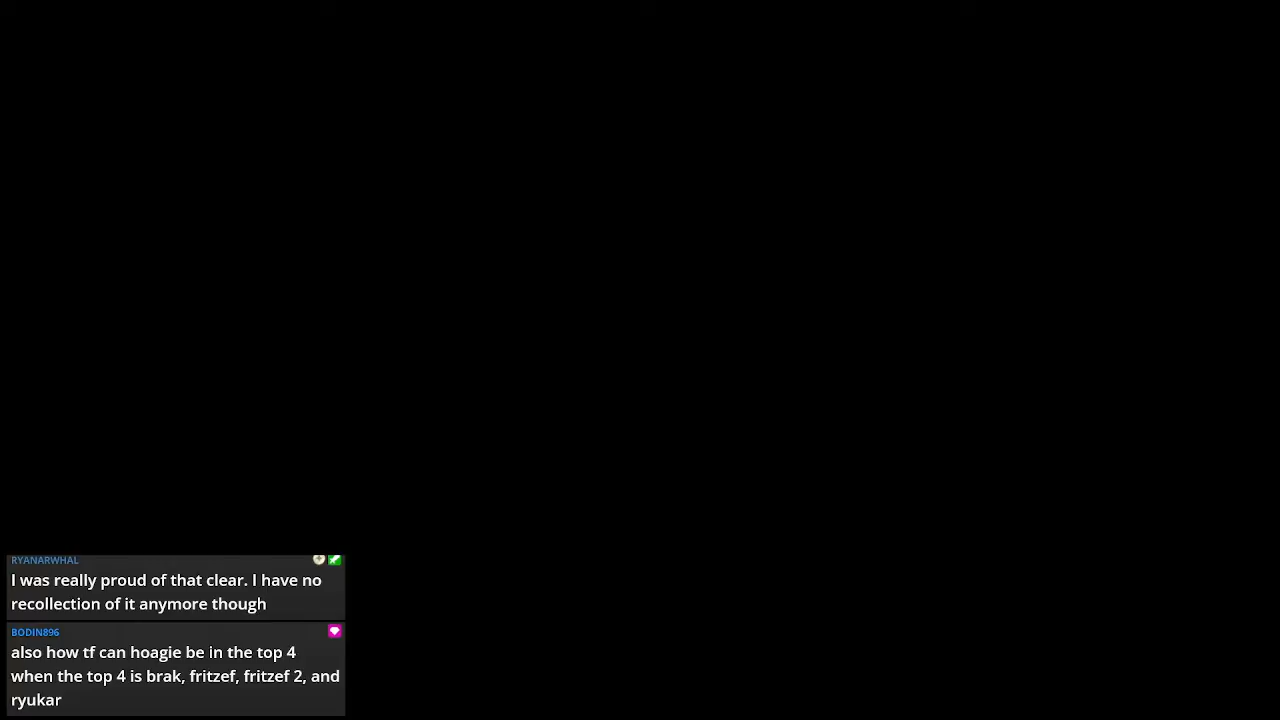 RYANARWHAL
I was really proud of that clear. I have no
recollection of it anymore though
BODIN896
also how tf can hoagie be in the top 4
when the top 4 is brak, fritzef, fritzef 2, and
ryukar